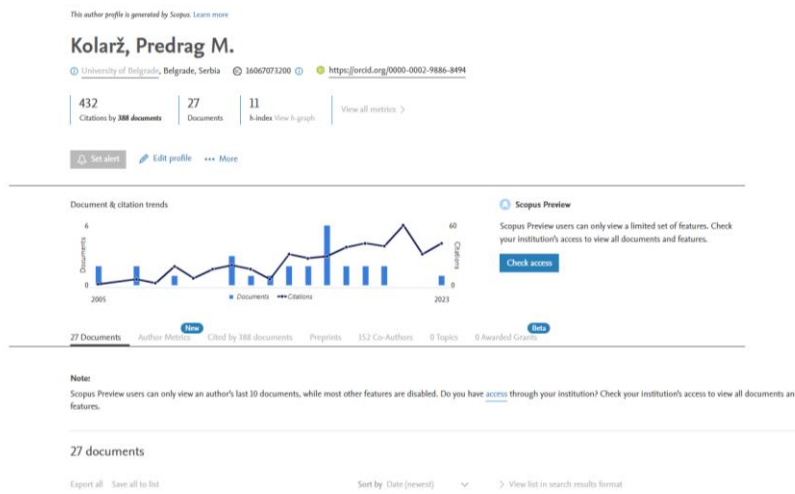 This author profile is generated by Scopus. Learn more
Kolarž, Predrag M.
University of Belgrade, Belgrade, Serbia 16067073200 https://orcid.org/0000-0002-9886-8494
432 27 11 View all metrics >
Citations by 388 documents Documents h-index View h-graph
Set alert Edit profile ••• More
Document & citation trends Scopus Preview
Scopus Preview users can only view a limited set of features. Check
your institution's access to view all documents and features.
Check access
6 60
Documents Citations
0 0
2005 Documents Citations 2023
New Beta
27 Documents Author Metrics Cited by 388 documents Preprints 152 Co-Authors 0 Topics 0 Awarded Grants
Note:
Scopus Preview users can only view an author's last 10 documents, while most other features are disabled. Do you have access through your institution? Check your institution's access to view all documents an
features.
27 documents
Export all Save all to list Sort by Date (newest) > View list in search results format